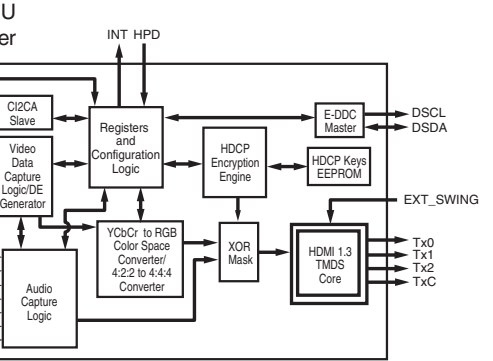 U
er
INT HPD
CI2CA
Slave
Registers
and
Configuration
Logic
E-DDC
Master
DSCL
DSDA
Video
Data
Capture
Logic/DE
Generator
HDCP
Encryption
Engine
HDCP Keys
EEPROM
EXT_SWING
YCbCr to RGB
Color Space
Converter/
4:2:2 to 4:4:4
Converter
XOR
Mask
HDMI 1.3
TMDS
Core
Tx0
Tx1
Tx2
TxC
Audio
Capture
Logic